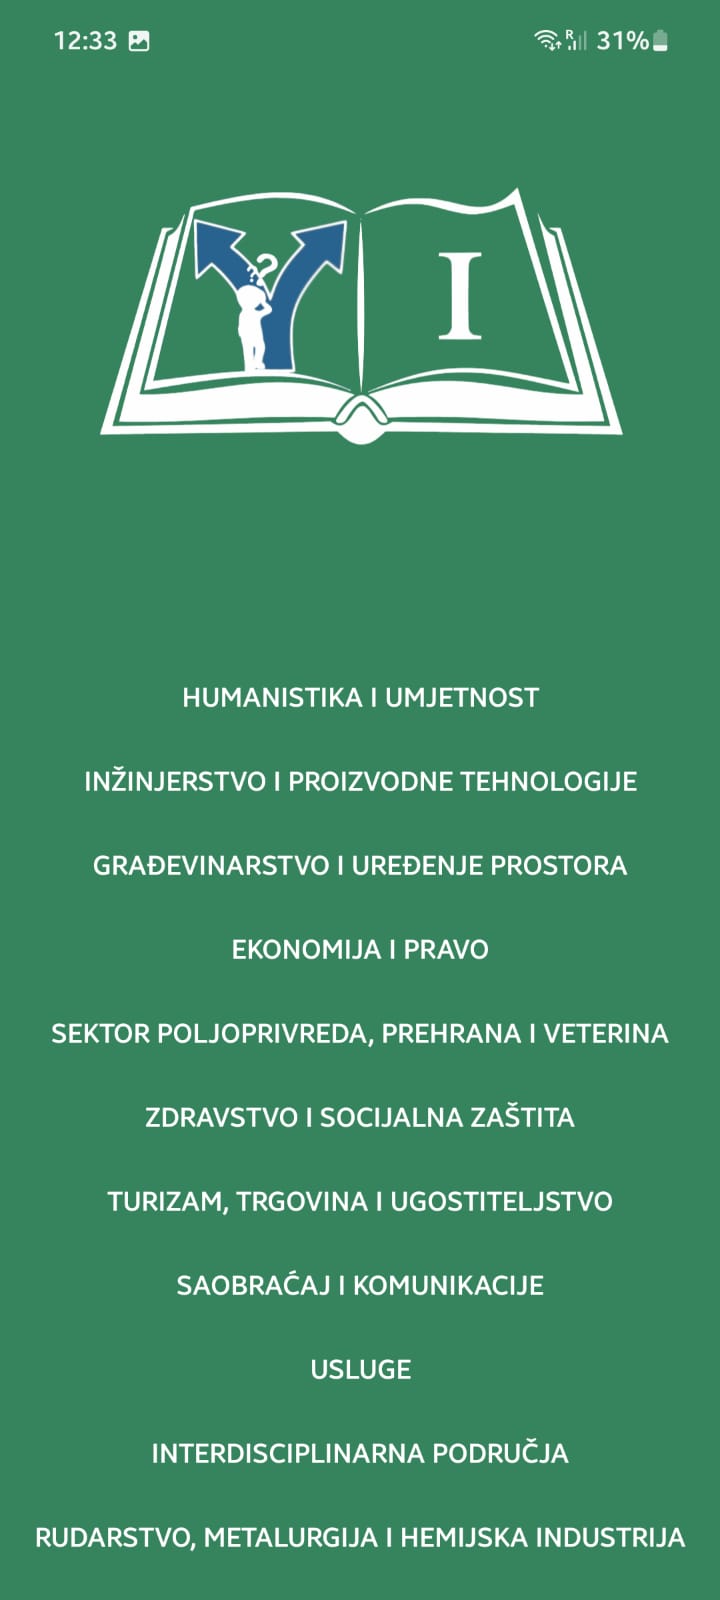 12:33
R
31%
?
?
I
HUMANISTIKA I UMJETNOST
INŽINJERSTVO I PROIZVODNE TEHNOLOGIJE
GRAĐEVINARSTVO I UREĐENJE PROSTORA
EKONOMIJA I PRAVO
SEKTOR POLJOPRIVREDA, PREHRANA I VETERINA
ZDRAVSTVO I SOCIJALNA ZAŠTITA
TURIZAM, TRGOVINA I UGOSTITELJSTVO
SAOBRAĆAJ I KOMUNIKACIJE
USLUGE
INTERDISCIPLINARNA PODRUČJA
RUDARSTVO, METALURGIJA I HEMIJSKA INDUSTRIJA